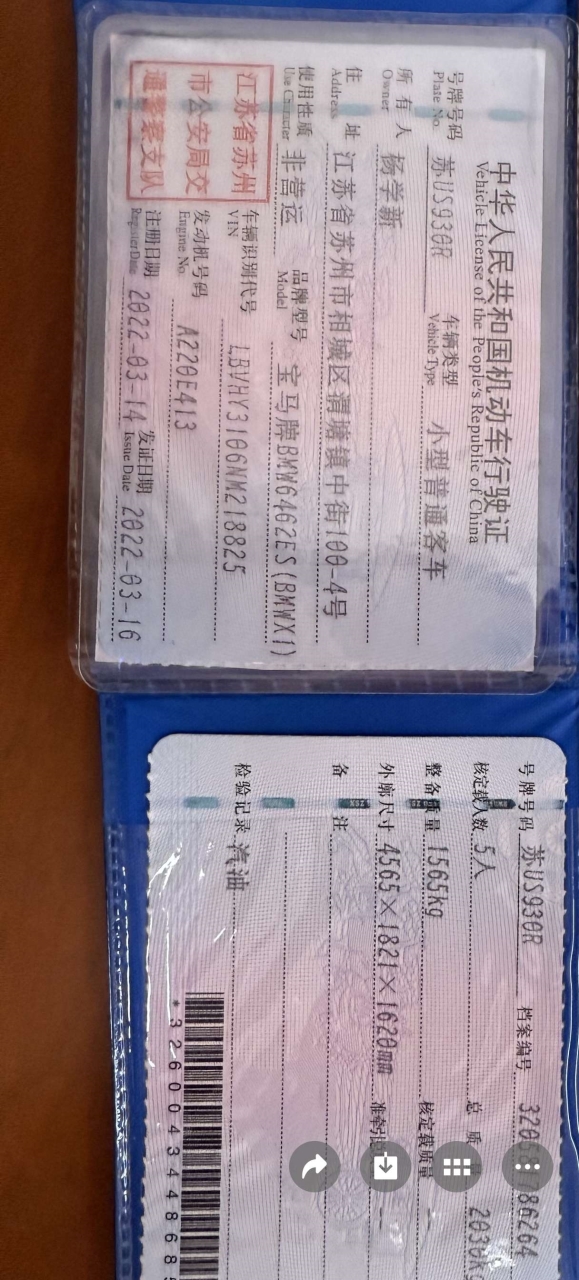 中华人民共和国机动车行驶证
Vehicle License of the People's Republic of China
号牌号码 苏US930R 车辆类型 小型普通客车
Plate No. Vehicle Type
所有人 杨学新
Owner
住址 江苏省苏州市相城区渭塘镇中街100-4号
Address
使用性质 非营运 品牌型号 宝马牌BMW6462ES(BMWX1)
Use Character Model
江苏省苏州
市公安局交
通警察支队
车辆识别代号 LBVHY3106NM218825
VIN
发动机号码 A220E413
Engine No.
注册日期 2022-03-14 发证日期 2022-03-16
Register Date Issue Date
号牌号码 苏US930R 档案编号
核定载人数 5人 总质
整备质量 1565kg 核定载质量 --
外廓尺寸 4565×1821×1620mm 准牵引 --
备注
检验记录 汽油